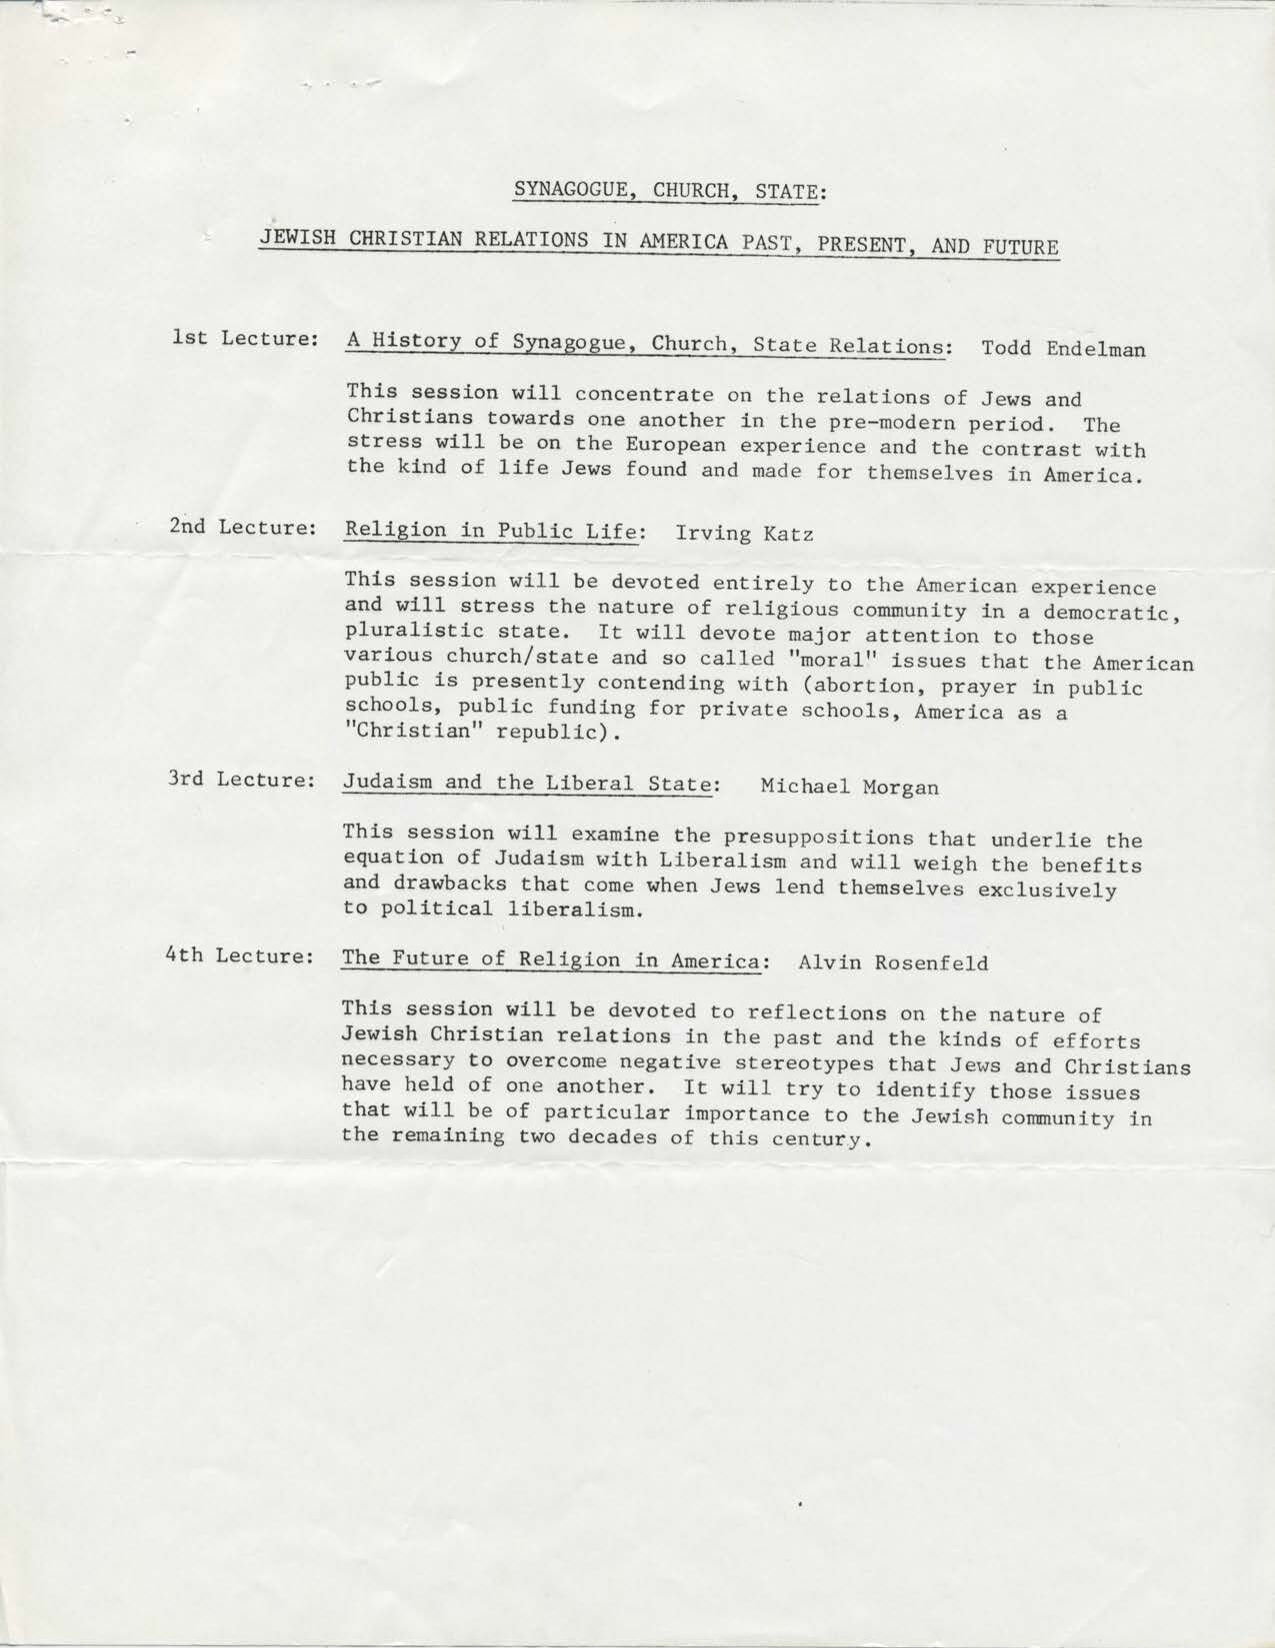 SYNAGOGUE, CHURCH, STATE:
JEWISH CHRISTIAN RELATIONS IN AMERICA PAST, PRESENT, AND FUTURE
1st Lecture: A History of Synagogue, Church, State Relations: Todd Endelman
This session will concentrate on the relations of Jews and
Christians towards one another in the pre-modern period. The
stress will be on the European experience and the contrast with
the kind of life Jews found and made for themselves in America.
2nd Lecture: Religion in Public Life: Irving Katz
This session will be devoted entirely to the American experience
and will stress the nature of religious community in a democratic,
pluralistic state. It will devote major attention to those
various church/state and so called "moral" issues that the American
public is presently contending with (abortion, prayer in public
schools, public funding for private schools, America as a
"Christian" republic).
3rd Lecture: Judaism and the Liberal State: Michael Morgan
This session will examine the presuppositions that underlie the
equation of Judaism with Liberalism and will weigh the benefits
and drawbacks that come when Jews lend themselves exclusively
to political liberalism.
4th Lecture: The Future of Religion in America: Alvin Rosenfeld
This session will be devoted to reflections on the nature of
Jewish Christian relations in the past and the kinds of efforts
necessary to overcome negative stereotypes that Jews and Christians
have held of one another. It will try to identify those issues
that will be of particular importance to the Jewish community in
the remaining two decades of this century.